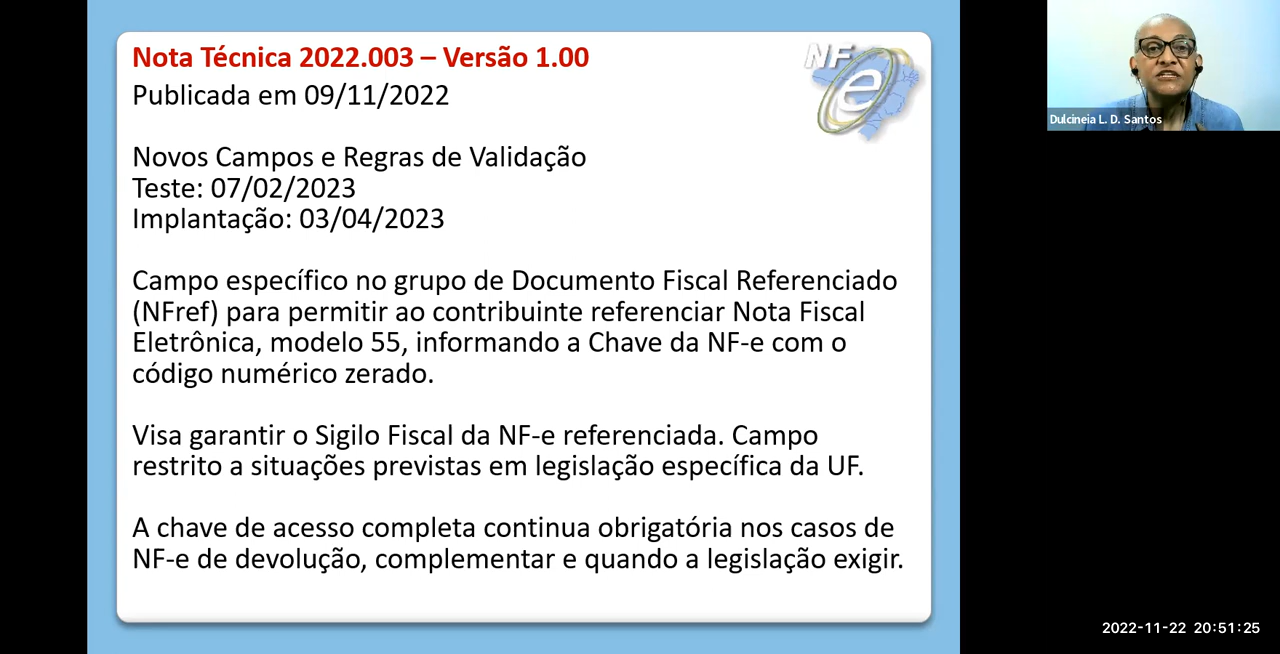 Nota Técnica 2022.003 – Versão 1.00
Publicada em 09/11/2022
NF
e
Novos Campos e Regras de Validação
Teste: 07/02/2023
Implantação: 03/04/2023
Campo específico no grupo de Documento Fiscal Referenciado
(NFref) para permitir ao contribuinte referenciar Nota Fiscal
Eletrônica, modelo 55, informando a Chave da NF-e com o
código numérico zerado.
Visa garantir o Sigilo Fiscal da NF-e referenciada. Campo
restrito a situações previstas em legislação específica da UF.
A chave de acesso completa continua obrigatória nos casos de
NF-e de devolução, complementar e quando a legislação exigir.
Dulcineia L. D. Santos
2022-11-22 20:51:25